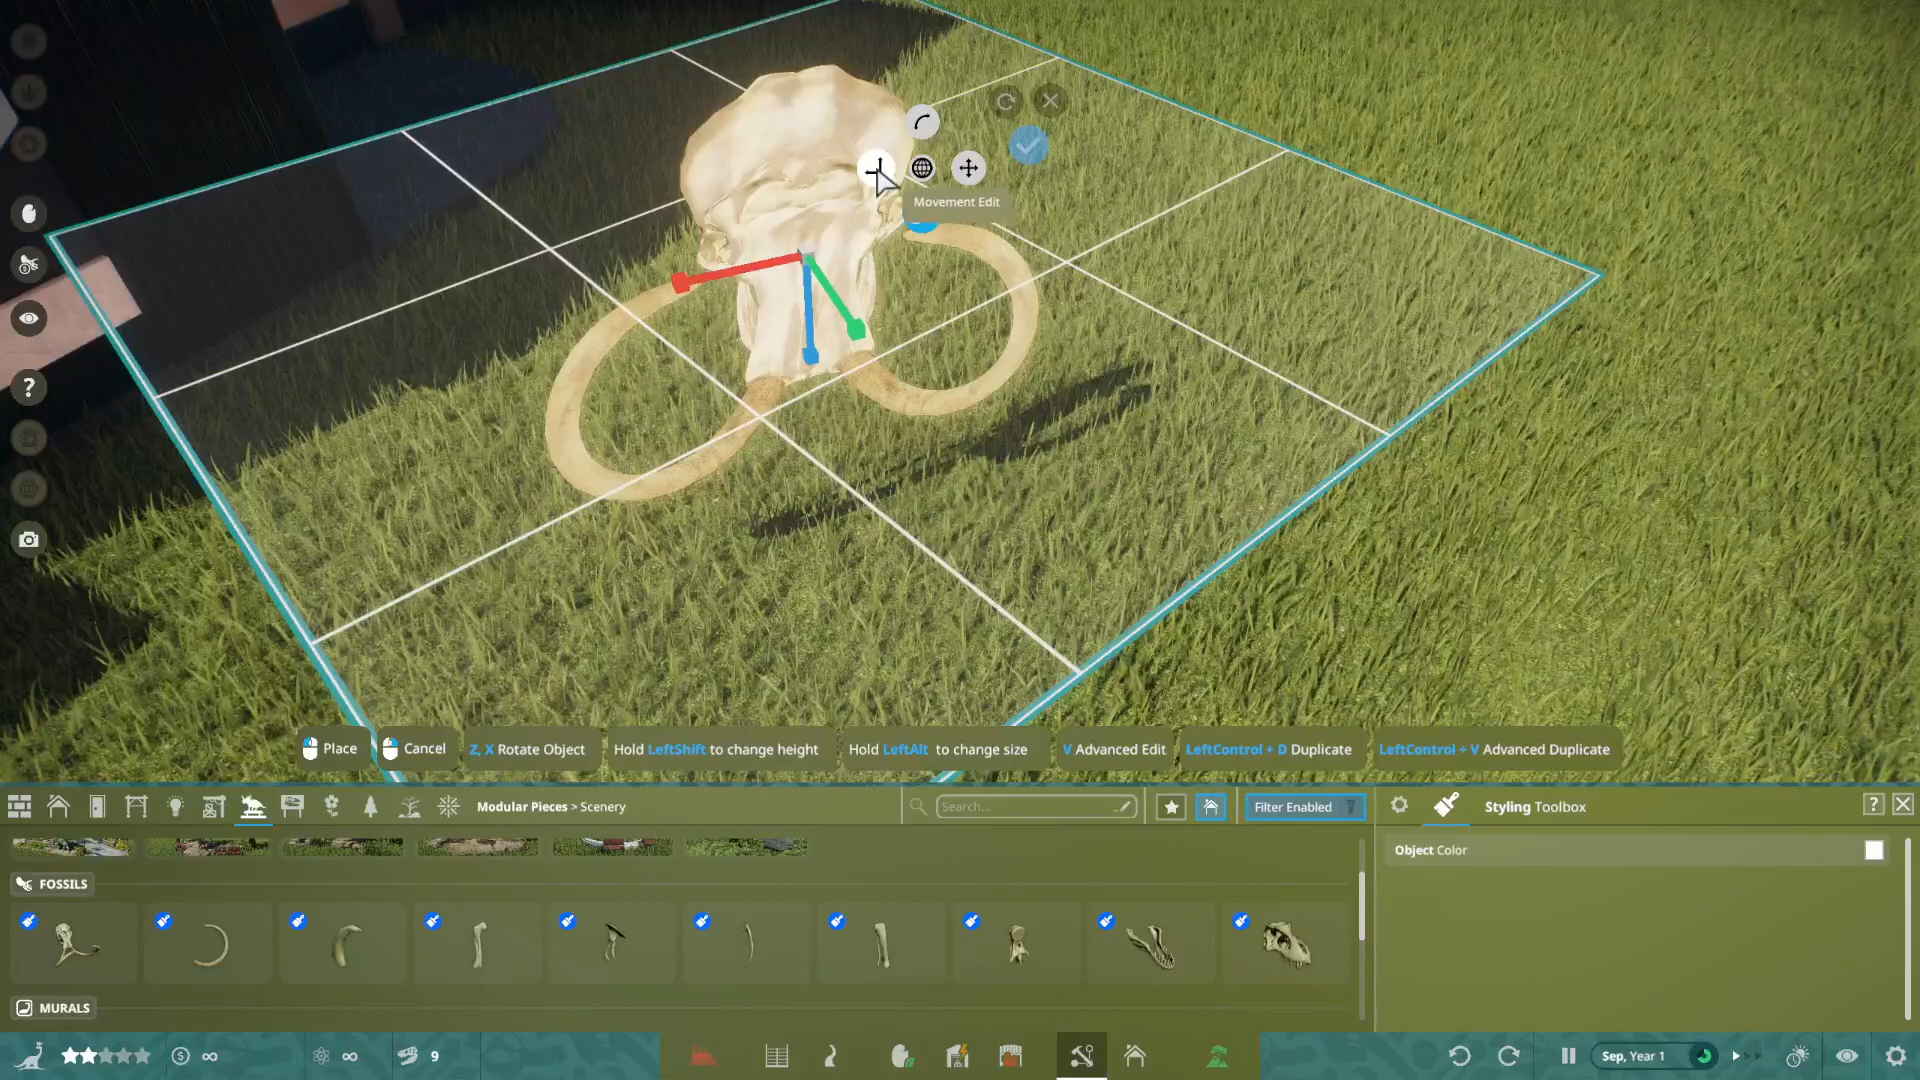 Movement Edit
Place
Cancel
Z, X Rotate Object
Hold LeftShift to change height
Hold LeftAlt to change size
V Advanced Edit
LeftControl + D Duplicate
LeftControl + V Advanced Duplicate
Modular Pieces > Scenery
Search...
Filter Enabled
Styling Toolbox
?
Object Color
FOSSILS
MURALS
?
∞
∞
9
Sep, Year 1